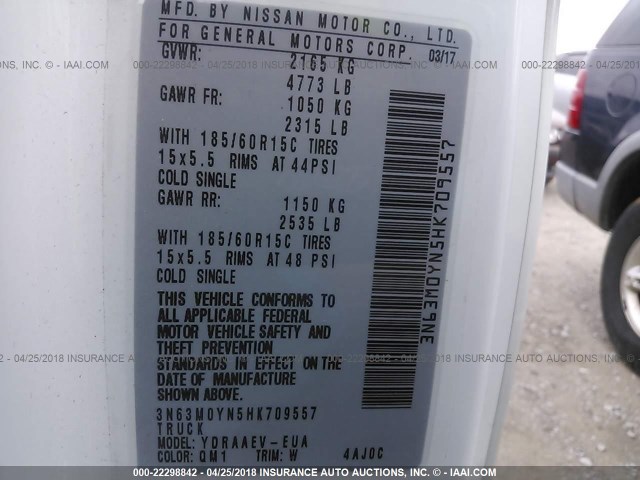 MFD. BY NISSAN MOTOR CO., LTD.
FOR GENERAL MOTORS CORP. 03/17
GVWR: 2165 KG
4773 LB
GAWR FR: 1050 KG
2315 LB
WITH 185/60R15C TIRES
15x5.5 RIMS AT 44PSI
COLD SINGLE
GAWR RR: 1150 KG
2535 LB
WITH 185/60R15C TIRES
15x5.5 RIMS AT 48 PSI
COLD SINGLE
THIS VEHICLE CONFORMS TO
ALL APPLICABLE FEDERAL
MOTOR VEHICLE SAFETY AND
THEFT PREVENTION
STANDARDS IN EFFECT ON THE
DATE OF MANUFACTURE
SHOWN ABOVE.
3N63M0YN5HK709557
TRUCK
MODEL: YDRAAEV-EUA
COLOR: QM1 TRIM: W 4AJ0C
3N63M0YN5HK709557
000-22298842 - 04/25/2018 - INSURANCE AUTO AUCTIONS, INC. - IAAI.COM